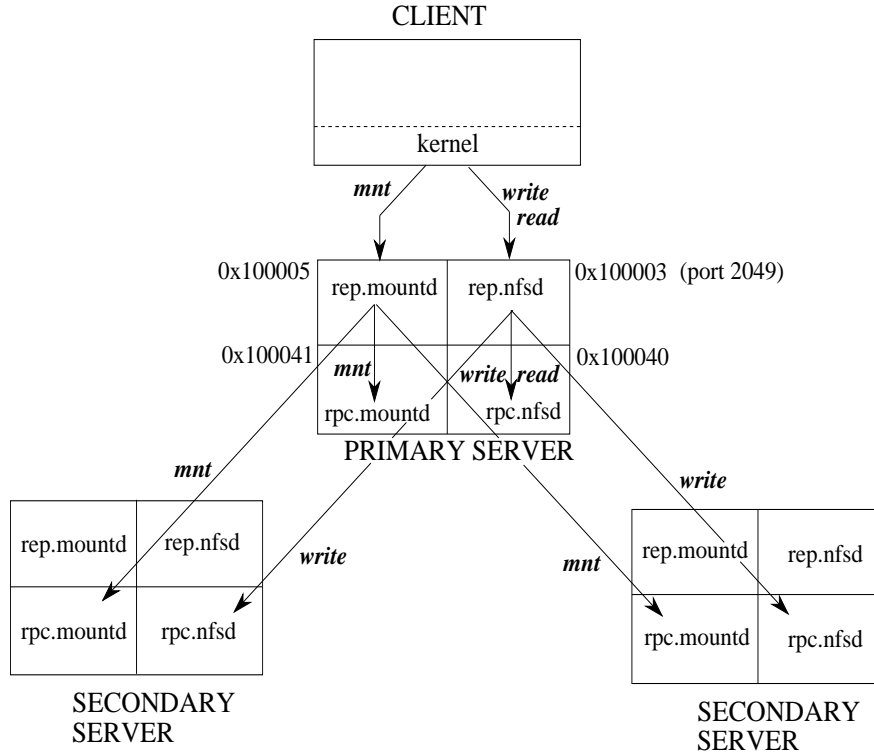 CLIENT
kernel
mnt
write
read
0x100005
rep.mountd
rep.nfsd
0x100003 (port 2049)
0x100041
mnt
write read
0x100040
rpc.mountd
rpc.nfsd
PRIMARY SERVER
mnt
write
write
mnt
rep.mountd
rep.nfsd
rpc.mountd
rpc.nfsd
SECONDARY
SERVER
rep.mountd
rep.nfsd
rpc.mountd
rpc.nfsd
SECONDARY
SERVER